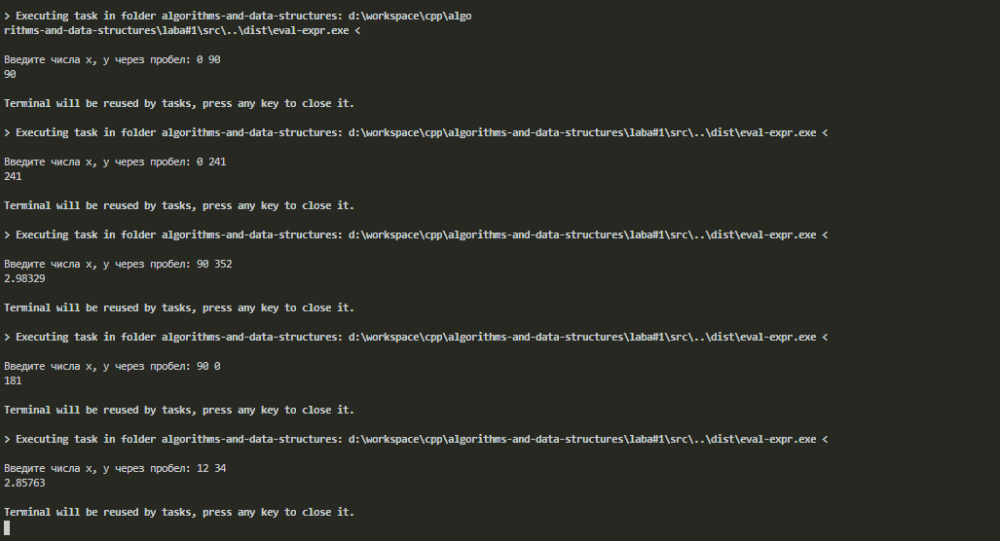 > Executing task in folder algorithms-and-data-structures: d:\workspace\cpp\algo
rithms-and-data-structures\laba#1\src\..\dist\eval-expr.exe <
Введите числа x, y через пробел: 0 90
90
Terminal will be reused by tasks, press any key to close it.
> Executing task in folder algorithms-and-data-structures: d:\workspace\cpp\algorithms-and-data-structures\laba#1\src\..\dist\eval-expr.exe <
Введите числа x, y через пробел: 0 241
241
Terminal will be reused by tasks, press any key to close it.
> Executing task in folder algorithms-and-data-structures: d:\workspace\cpp\algorithms-and-data-structures\laba#1\src\..\dist\eval-expr.exe <
Введите числа x, y через пробел: 90 352
2.98329
Terminal will be reused by tasks, press any key to close it.
> Executing task in folder algorithms-and-data-structures: d:\workspace\cpp\algorithms-and-data-structures\laba#1\src\..\dist\eval-expr.exe <
Введите числа x, y через пробел: 90 0
181
Terminal will be reused by tasks, press any key to close it.
> Executing task in folder algorithms-and-data-structures: d:\workspace\cpp\algorithms-and-data-structures\laba#1\src\..\dist\eval-expr.exe <
Введите числа x, y через пробел: 12 34
2.85763
Terminal will be reused by tasks, press any key to close it.